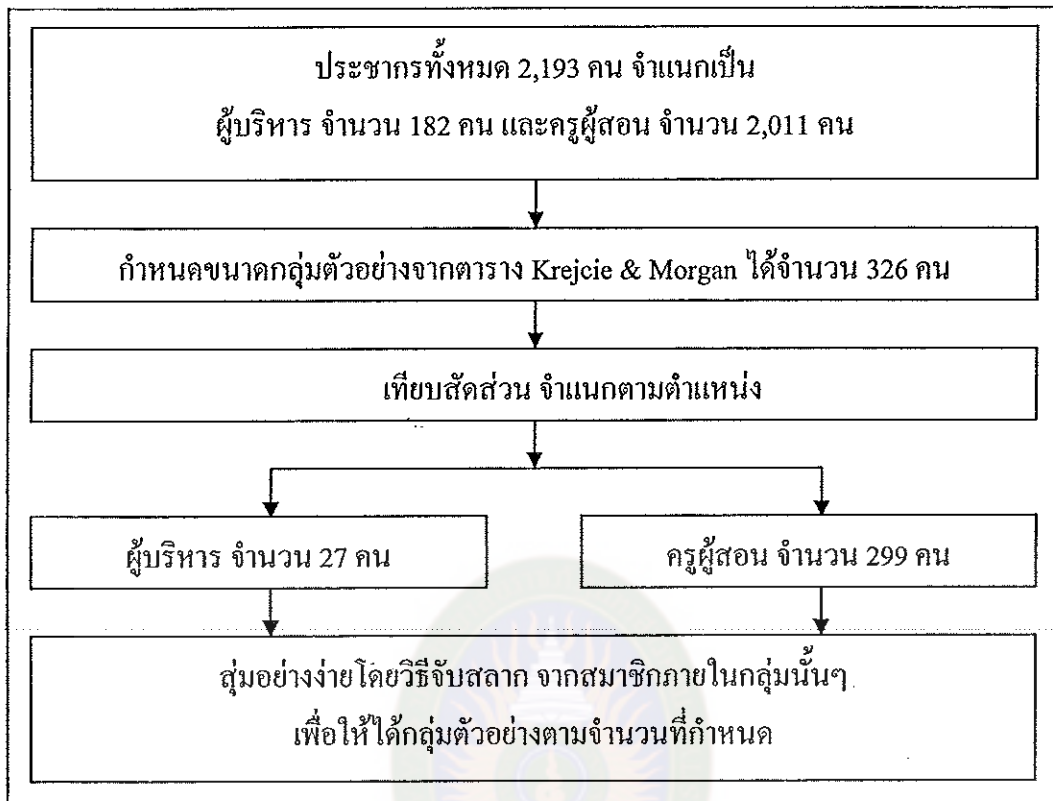 ประชากรทั้งหมด 2,193 คน จำแนกเป็น
ผู้บริหาร จำนวน 182 คน และครูผู้สอน จำนวน 2,011 คน
กำหนดขนาดกลุ่มตัวอย่างจากตาราง Krejcie & Morgan ได้จำนวน 326 คน
เทียบสัดส่วน จำแนกตามตำแหน่ง
ผู้บริหาร จำนวน 27 คน
ครูผู้สอน จำนวน 299 คน
สุ่มอย่างง่ายโดยวิธีจับสลาก จากสมาชิกภายในกลุ่มนั้นๆ
เพื่อให้ได้กลุ่มตัวอย่างตามจำนวนที่กำหนด